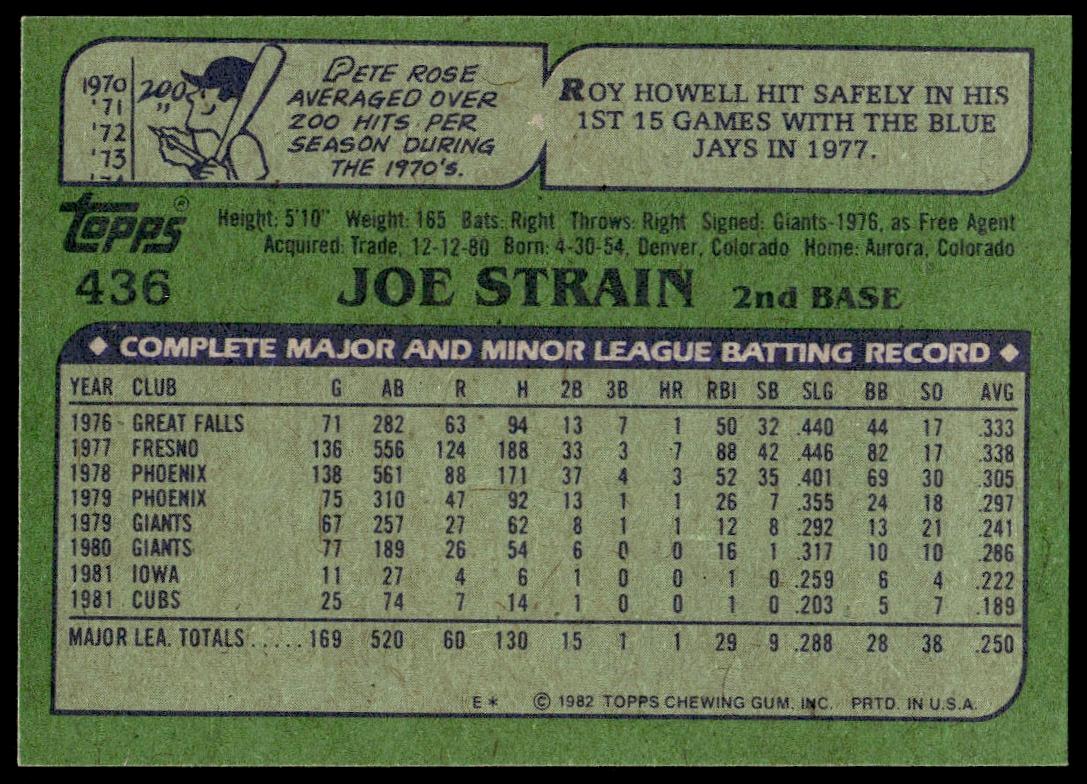 1970
'71
'72
'73
'74
200
"
PETE ROSE
AVERAGED OVER
200 HITS PER
SEASON DURING
THE 1970'S.
ROY HOWELL HIT SAFELY IN HIS
1ST 15 GAMES WITH THE BLUE
JAYS IN 1977.
TOPPS®
Height: 5'10" Weight: 165 Bats: Right Throws: Right Signed: Giants-1976, as Free Agent
Acquired: Trade, 12-12-80 Born: 4-30-54, Denver, Colorado Home: Aurora, Colorado
436 JOE STRAIN 2nd BASE
◆ COMPLETE MAJOR AND MINOR LEAGUE BATTING RECORD ◆
YEAR CLUB G AB R H 2B 3B HR RBI SB SLG BB SO AVG
1976 GREAT FALLS 71 282 63 94 13 7 1 50 32 .440 44 17 .333
1977 FRESNO 136 556 124 188 33 3 7 88 42 .446 82 17 .338
1978 PHOENIX 138 561 88 171 37 4 3 52 35 .401 69 30 .305
1979 PHOENIX 75 310 47 92 13 1 1 26 7 .355 24 18 .297
1979 GIANTS 67 257 27 62 8 1 1 12 8 .292 13 21 .241
1980 GIANTS 77 189 26 54 6 0 0 16 1 .317 10 10 .286
1981 IOWA 11 27 4 6 1 0 0 1 0 .259 6 4 .222
1981 CUBS 25 74 7 14 1 0 0 1 0 .203 5 7 .189
MAJOR LEA. TOTALS.....169 520 60 130 15 1 1 29 9 .288 28 38 .250
E* © 1982 TOPPS CHEWING GUM, INC. PRTD. IN U.S.A.